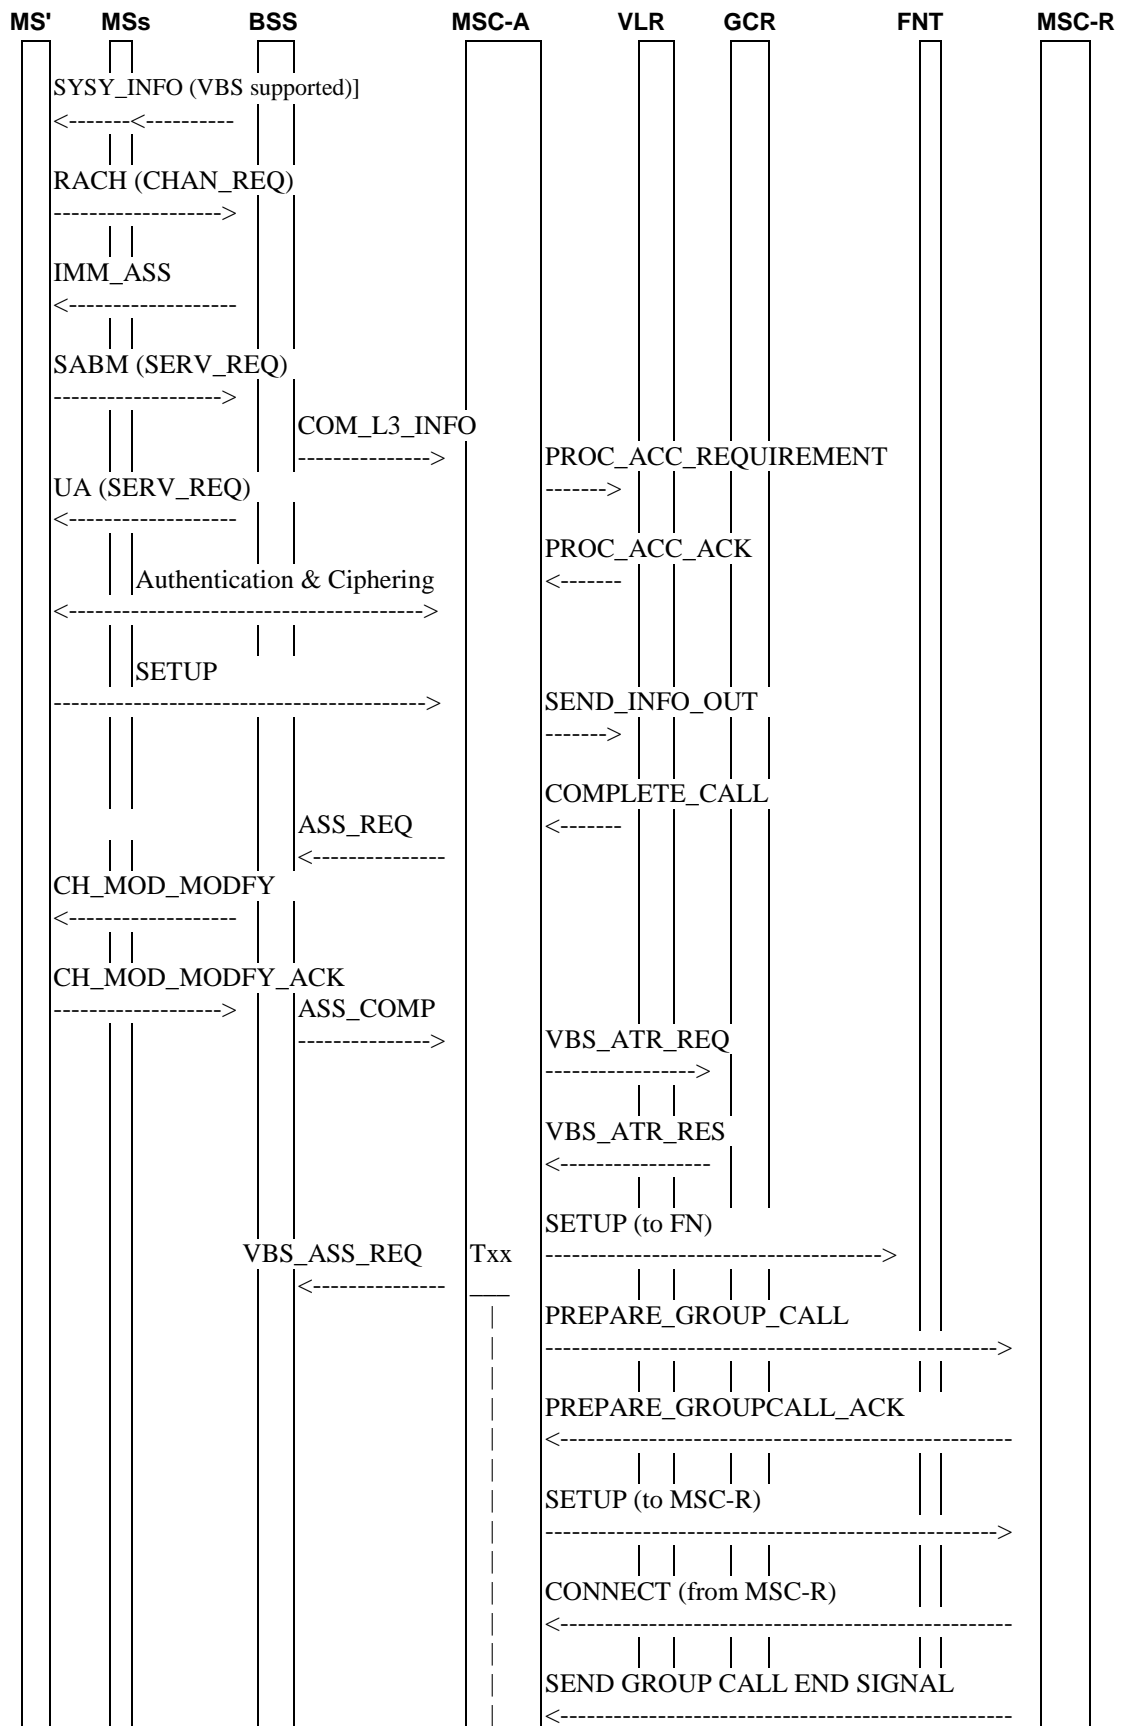 MS' MSs BSS MSC-A VLR GCR FNT MSC-R
SYSY_INFO (VBS supported)]
<-------<----------
RACH (CHAN_REQ)
------------------->
IMM_ASS
<-------------------
SABM (SERV_REQ)
------------------->
COM_L3_INFO
---------------> PROC_ACC_REQUIREMENT
UA (SERV_REQ) ------->
<-------------------
PROC_ACC_ACK
Authentication & Ciphering <-------
<---------------------------------------->
SETUP
------------------------------------------> SEND_INFO_OUT
------->
COMPLETE_CALL
ASS_REQ <-------
<---------------
CH_MOD_MODFY
<-------------------
CH_MOD_MODFY_ACK
-------------------> ASS_COMP
---------------> VBS_ATR_REQ
----------------->
VBS_ATR_RES
<-----------------
SETUP (to FN)
VBS_ASS_REQ Txx -------------------------------------->
<--------------- ___
PREPARE_GROUP_CALL
--------------------------------------------------->
PREPARE_GROUPCALL_ACK
<---------------------------------------------------
SETUP (to MSC-R)
--------------------------------------------------->
CONNECT (from MSC-R)
<---------------------------------------------------
SEND GROUP CALL END SIGNAL
<---------------------------------------------------